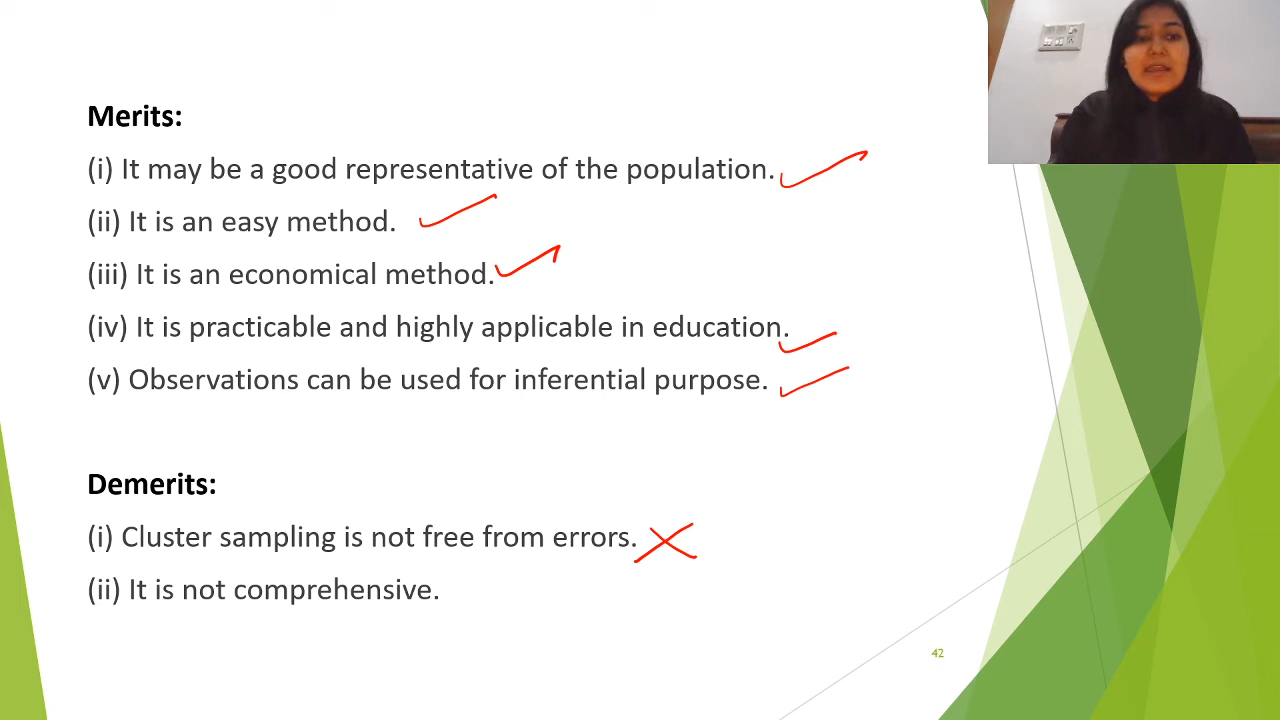 Merits:
(i) It may be a good representative of the population.
(ii) It is an easy method.
(iii) It is an economical method.
(iv) It is practicable and highly applicable in education.
(v) Observations can be used for inferential purpose.
Demerits:
(i) Cluster sampling is not free from errors.
(ii) It is not comprehensive.
42